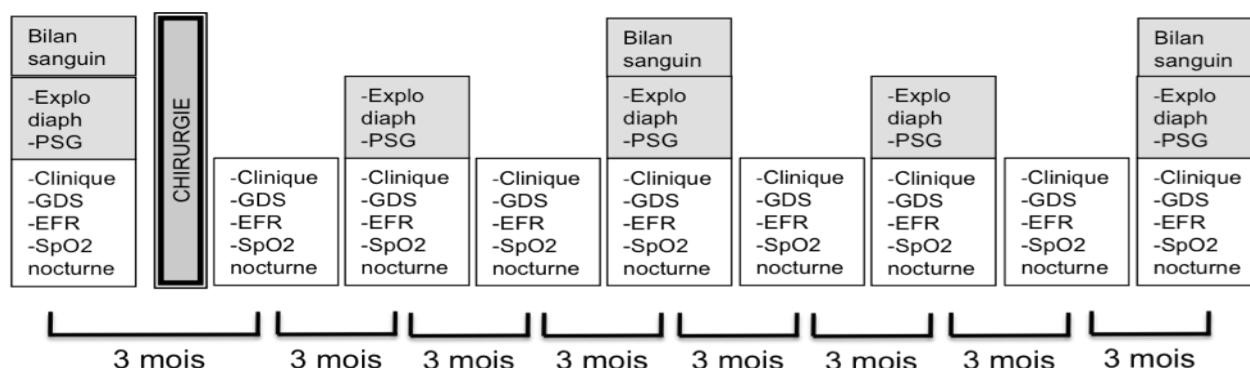 Bilan
sanguin
-Explo
diaph
-PSG
-Clinique
-GDS
-EFR
-SpO2
nocturne
CHIRURGIE
-Clinique
-GDS
-EFR
-SpO2
nocturne
-Explo
diaph
-PSG
-Clinique
-GDS
-EFR
-SpO2
nocturne
-Clinique
-GDS
-EFR
-SpO2
nocturne
Bilan
sanguin
-Explo
diaph
-PSG
-Clinique
-GDS
-EFR
-SpO2
nocturne
-Clinique
-GDS
-EFR
-SpO2
nocturne
-Explo
diaph
-PSG
-Clinique
-GDS
-EFR
-SpO2
nocturne
-Clinique
-GDS
-EFR
-SpO2
nocturne
Bilan
sanguin
-Explo
diaph
-PSG
-Clinique
-GDS
-EFR
-SpO2
nocturne
3 mois
3 mois
3 mois
3 mois
3 mois
3 mois
3 mois
3 mois